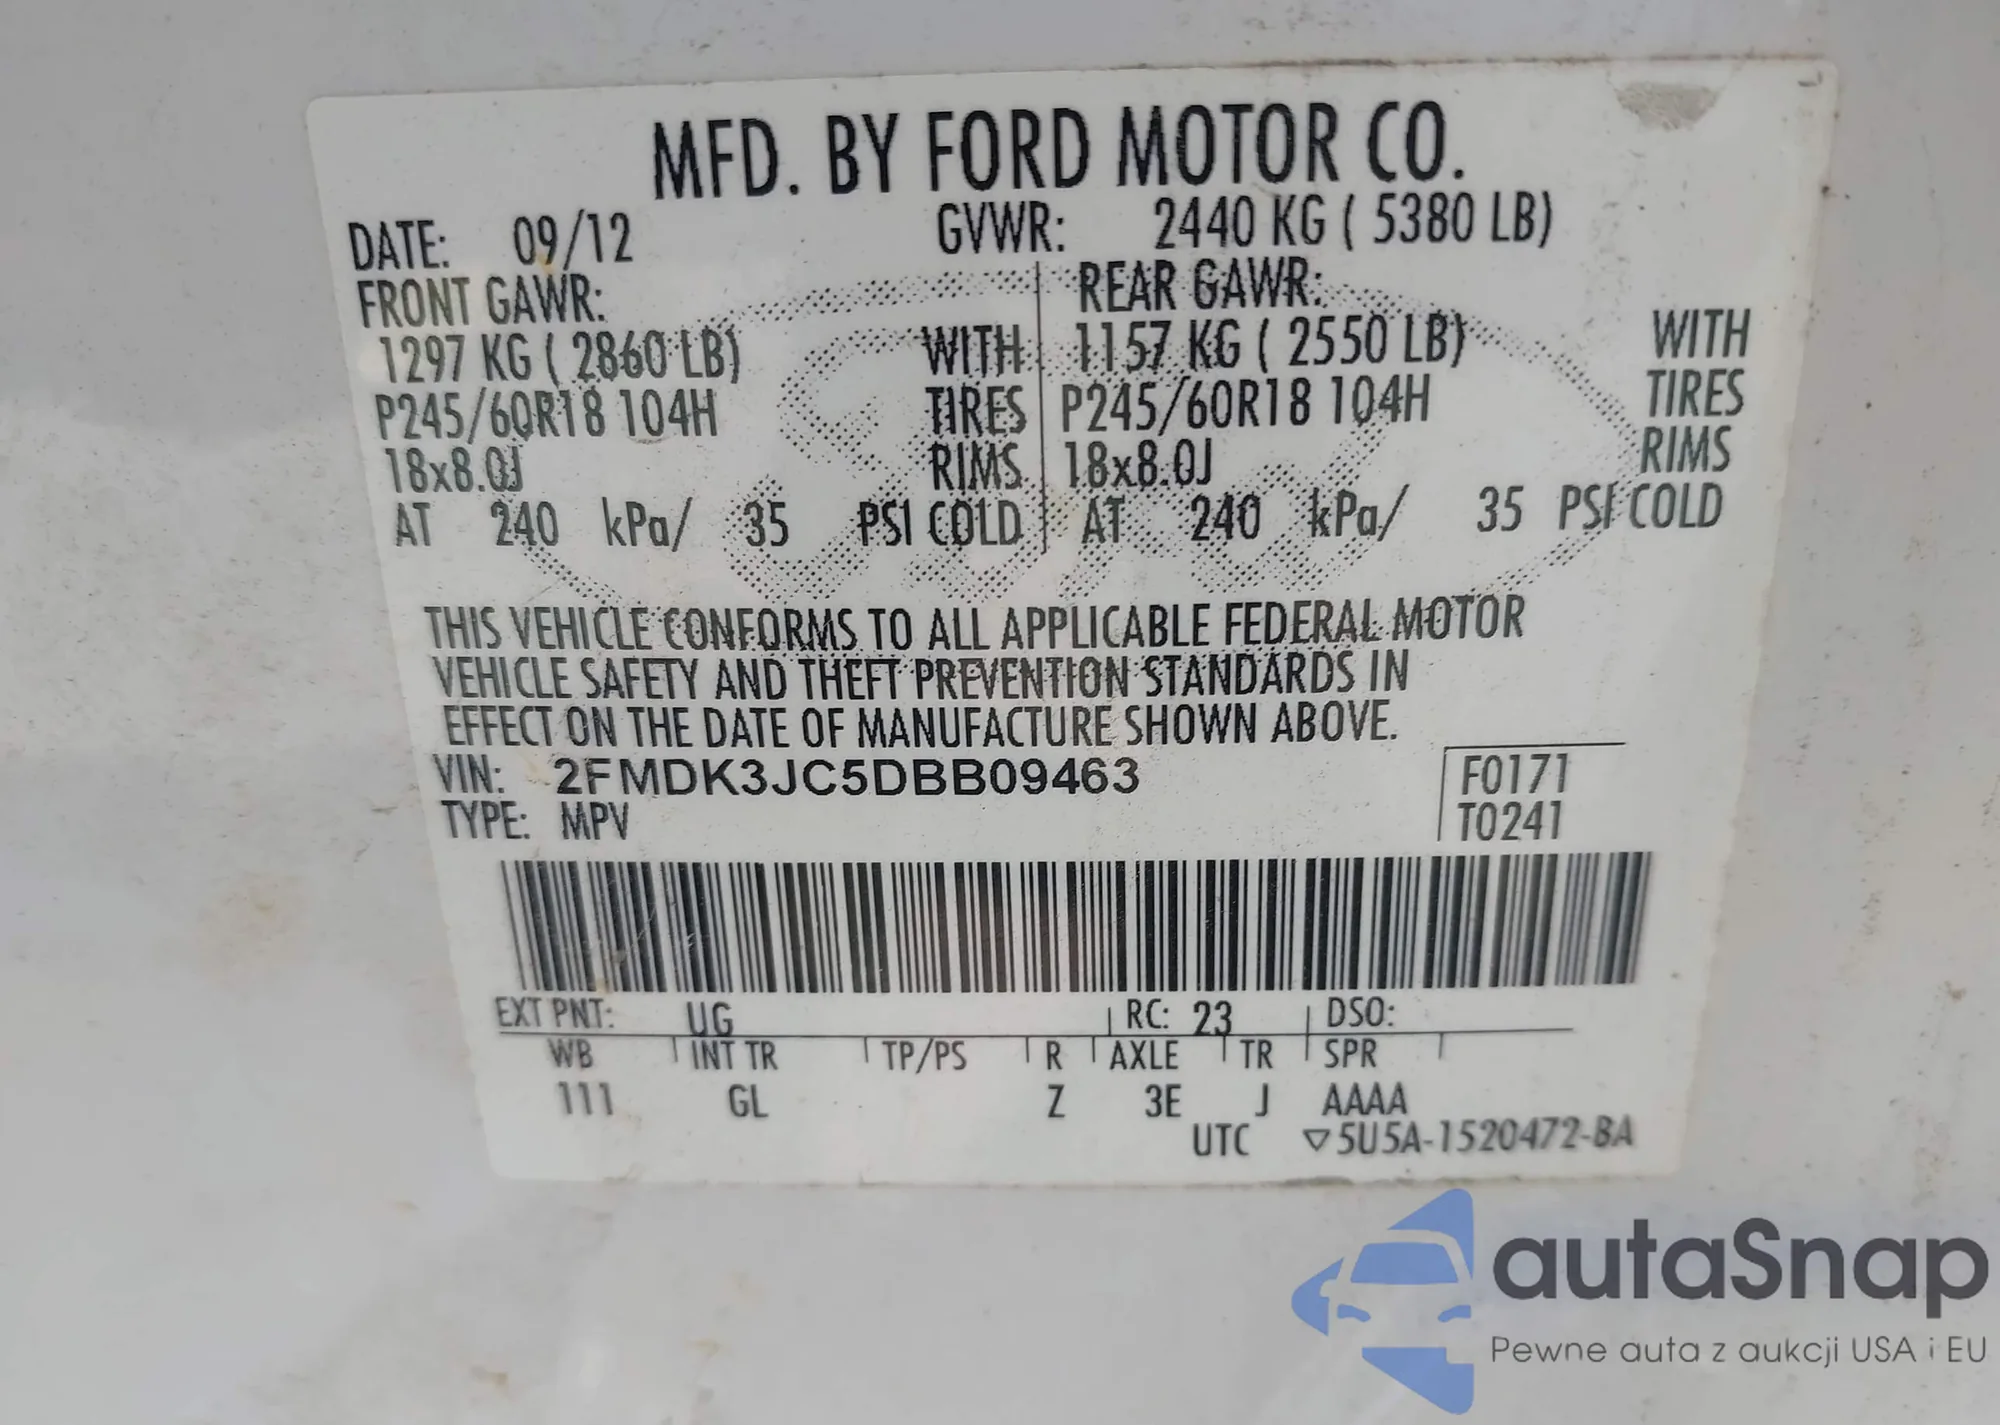 MFD. BY FORD MOTOR CO.
DATE: 09/12 GVWR: 2440 KG ( 5380 LB)
FRONT GAWR: REAR GAWR:
1297 KG ( 2860 LB) WITH 1157 KG ( 2550 LB) WITH
P245/60R18 104H TIRES P245/60R18 104H TIRES
18x8.0J RIMS 18x8.0J RIMS
AT 240 kPa/ 35 PSI COLD AT 240 kPa/ 35 PSI COLD
THIS VEHICLE CONFORMS TO ALL APPLICABLE FEDERAL MOTOR
VEHICLE SAFETY AND THEFT PREVENTION STANDARDS IN
EFFECT ON THE DATE OF MANUFACTURE SHOWN ABOVE.
VIN: 2FMDK3JC5DBB09463 F0171
TYPE: MPV T0241
EXT PNT: UG RC: 23 DSO:
WB INT TR TP/PS R AXLE TR SPR
111 GL Z 3E J AAAA
UTC ▽5U5A-1520472-BA
autaSnap
Pewne auta z aukcji USA i EU